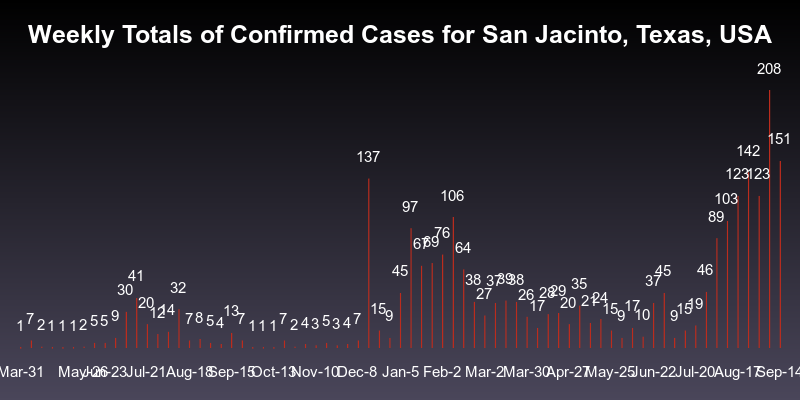 Weekly Totals of Confirmed Cases for San Jacinto, Texas, USA
208
151
142
137
123 123
106
103
97
89
76
67 69
64
46
45 45
41
38 37 39 38 37
35
32
30
27 26 28 29
24
20 20 21
19
17 17
15 15 15
14
13
12
10
9 9 9 9
8
7 7 7 7 7
5 5 5 5
4 4 4
3 3
2 2 2
1 1 1 1 1 1 1
Mar-31 May-26 Jun-23 Jul-21 Aug-18 Sep-15 Oct-13 Nov-10 Dec-8 Jan-5 Feb-2 Mar-2 Mar-30 Apr-27 May-25 Jun-22 Jul-20 Aug-17 Sep-14